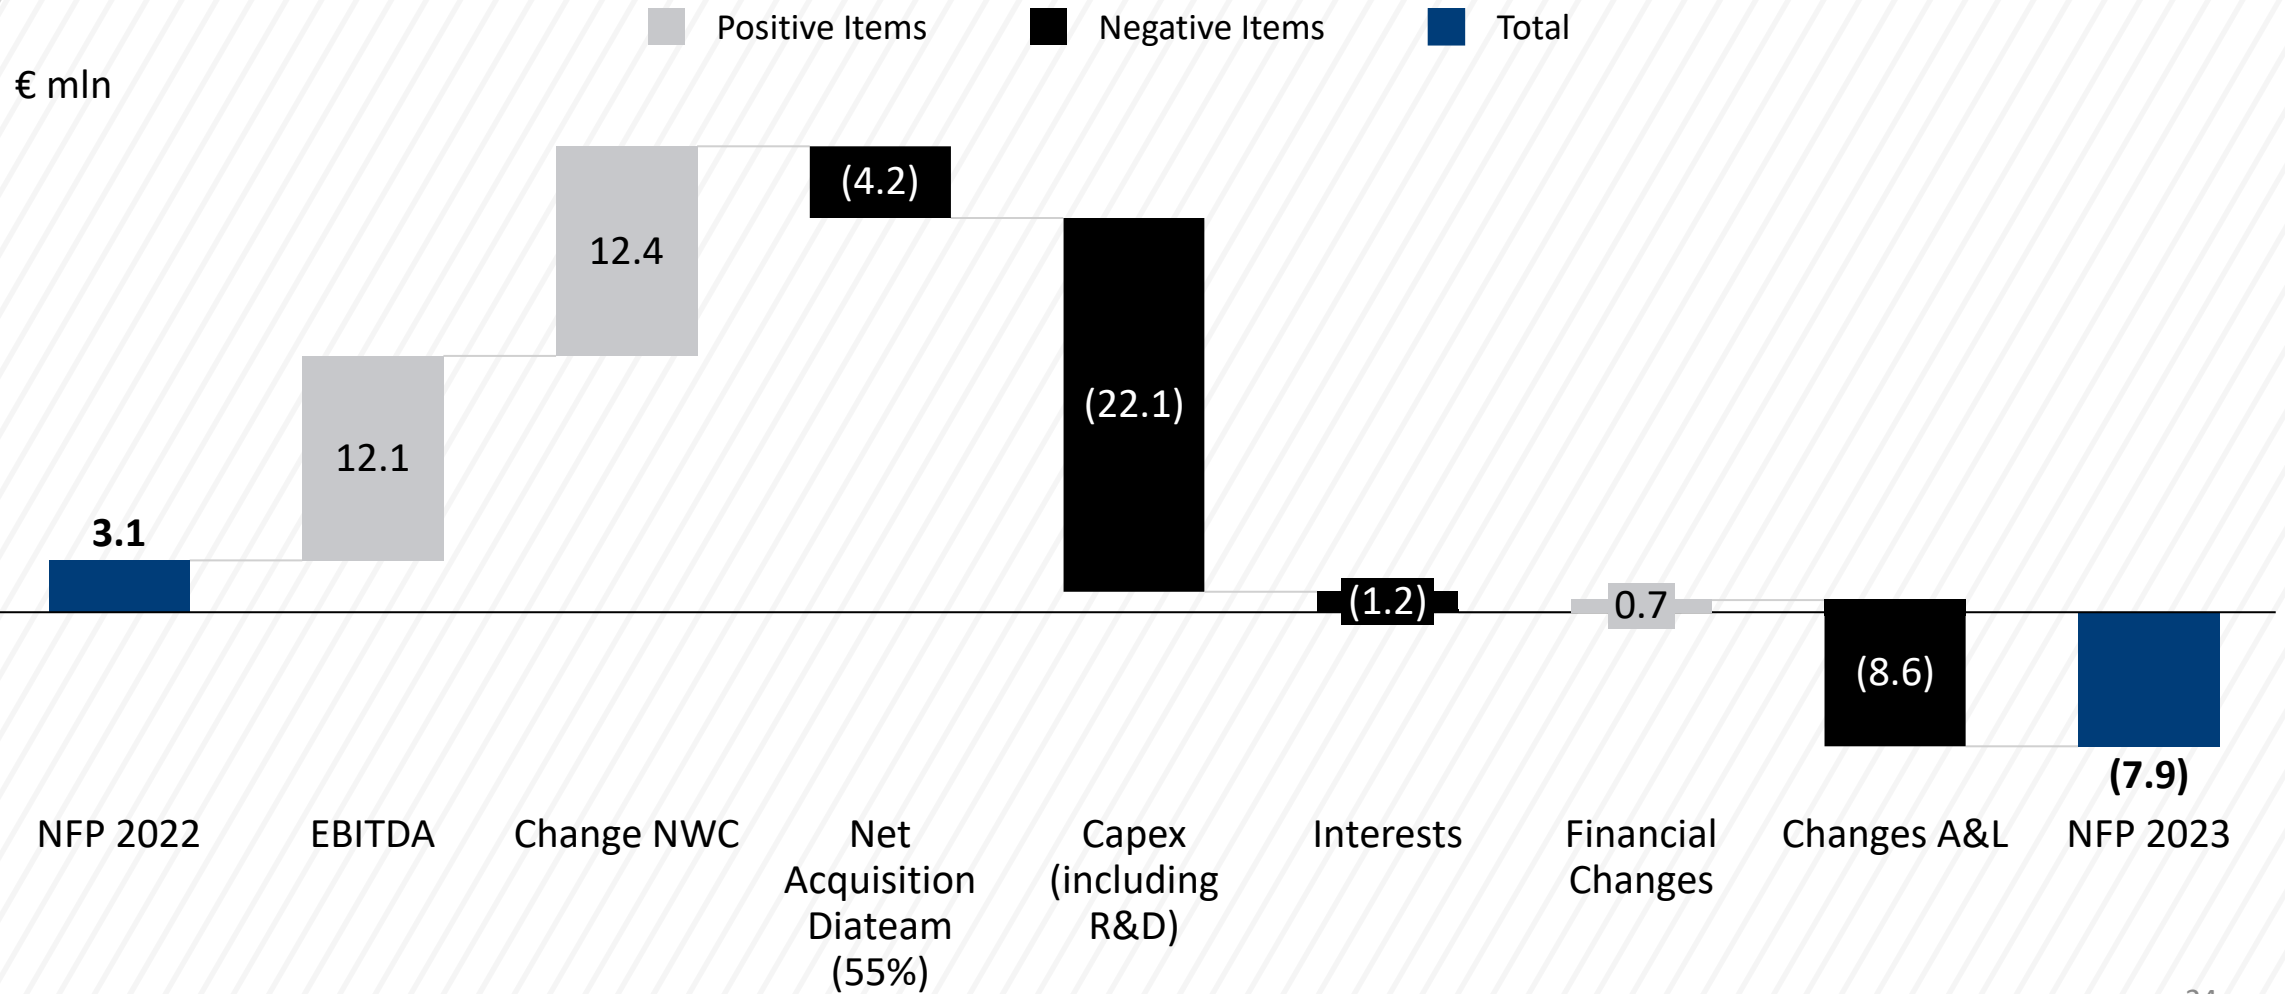 Positive Items
Negative Items
Total
€ mln
3.1
12.1
12.4
(4.2)
(22.1)
(1.2)
0.7
(8.6)
(7.9)
NFP 2022
EBITDA
Change NWC
Net
Acquisition
Diateam
(55%)
Capex
(including
R&D)
Interests
Financial
Changes
Changes A&L
NFP 2023